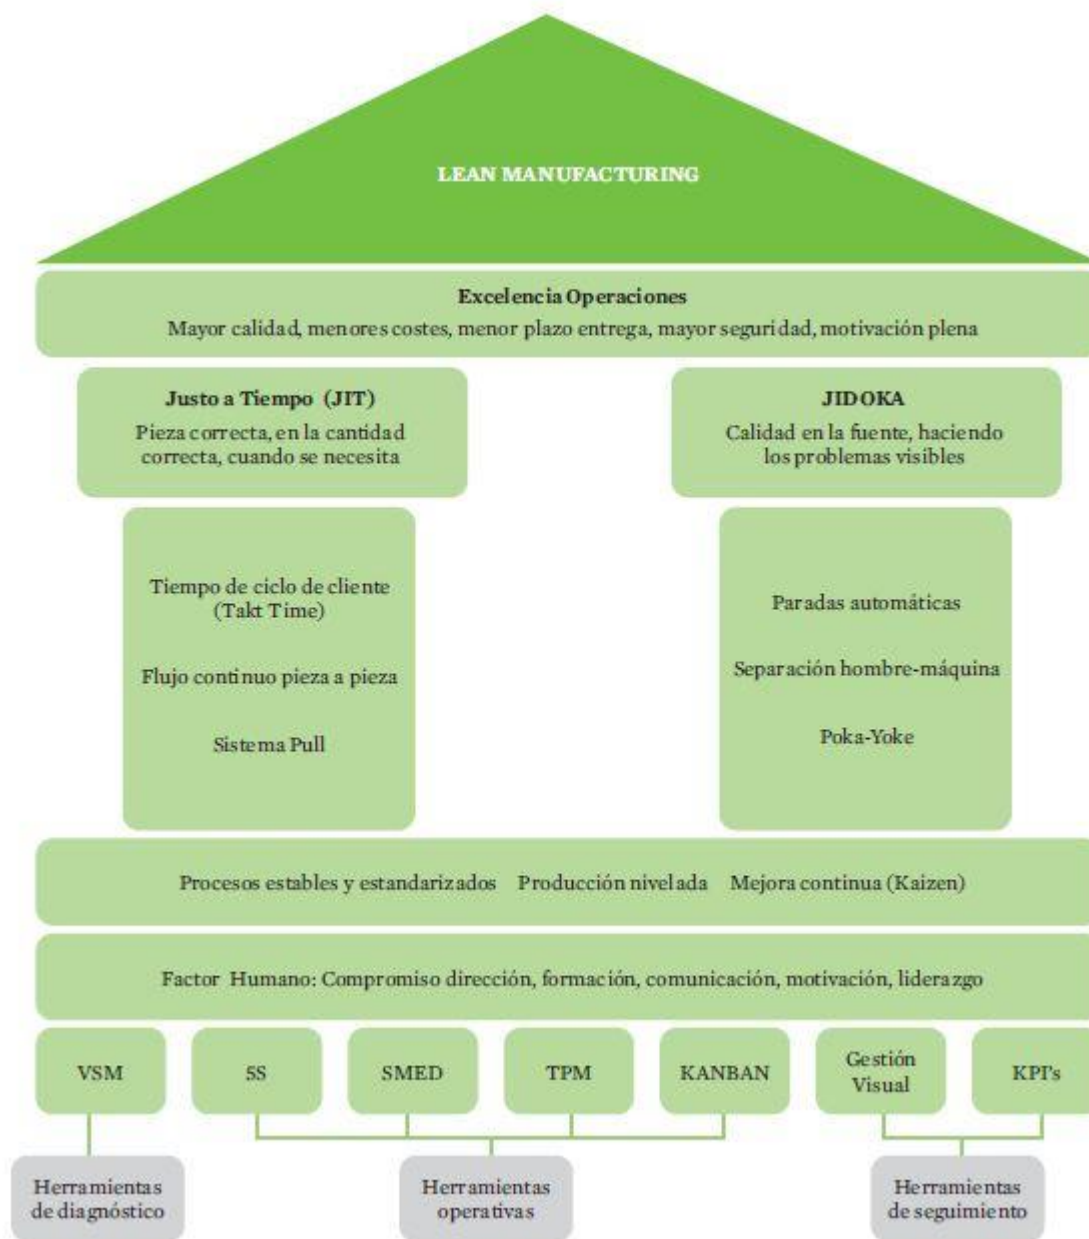 LEAN MANUFACTURING
Excelencia Operaciones
Mayor calidad, menores costes, menor plazo entrega, mayor seguridad, motivación plena
Justo a Tiempo (JIT)
Pieza correcta, en la cantidad
correcta, cuando se necesita
JIDOKA
Calidad en la fuente, haciendo
los problemas visibles
Tiempo de ciclo de cliente
(Takt Time)
Flujo continuo pieza a pieza
Sistema Pull
Paradas automáticas
Separación hombre-máquina
Poka-Yoke
Procesos estables y estandarizados Producción nivelada Mejora continua (Kaizen)
Factor Humano: Compromiso dirección, formación, comunicación, motivación, liderazgo
VSM
5S
SMED
TPM
KANBAN
Gestión
Visual
KPI's
Herramientas
de diagnóstico
Herramientas
operativas
Herramientas
de seguimiento